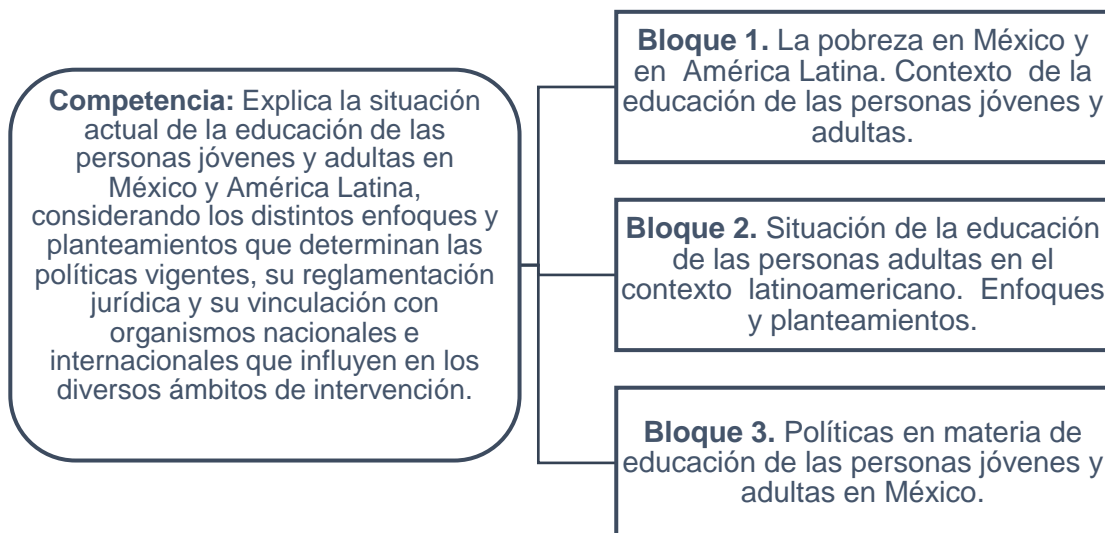 Competencia: Explica la situación
actual de la educación de las
personas jóvenes y adultas en
México y América Latina,
considerando los distintos enfoques y
planteamientos que determinan las
políticas vigentes, su reglamentación
jurídica y su vinculación con
organismos nacionales e
internacionales que influyen en los
diversos ámbitos de intervención.
Bloque 1. La pobreza en México y
en América Latina. Contexto de la
educación de las personas jóvenes y
adultas.
Bloque 2. Situación de la educación
de las personas adultas en el
contexto latinoamericano. Enfoques
y planteamientos.
Bloque 3. Políticas en materia de
educación de las personas jóvenes y
adultas en México.